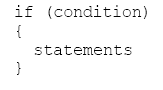 if (condition)
{
  statements
}